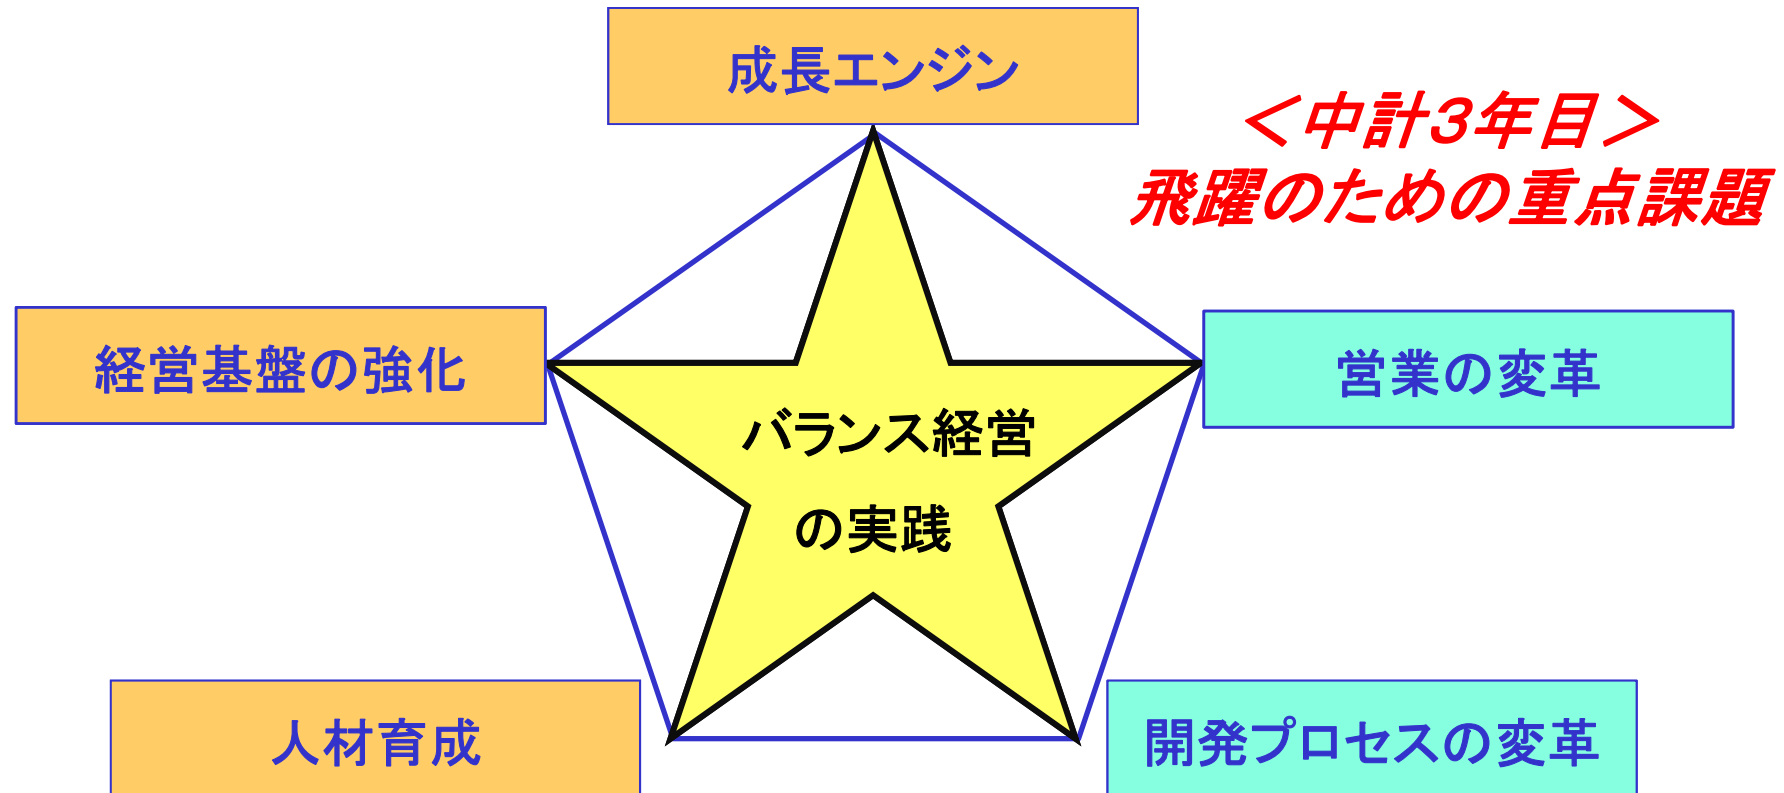 成長エンジン
＜中計３年目＞
飛躍のための重点課題
経営基盤の強化
営業の変革
バランス経営
の実践
人材育成
開発プロセスの変革